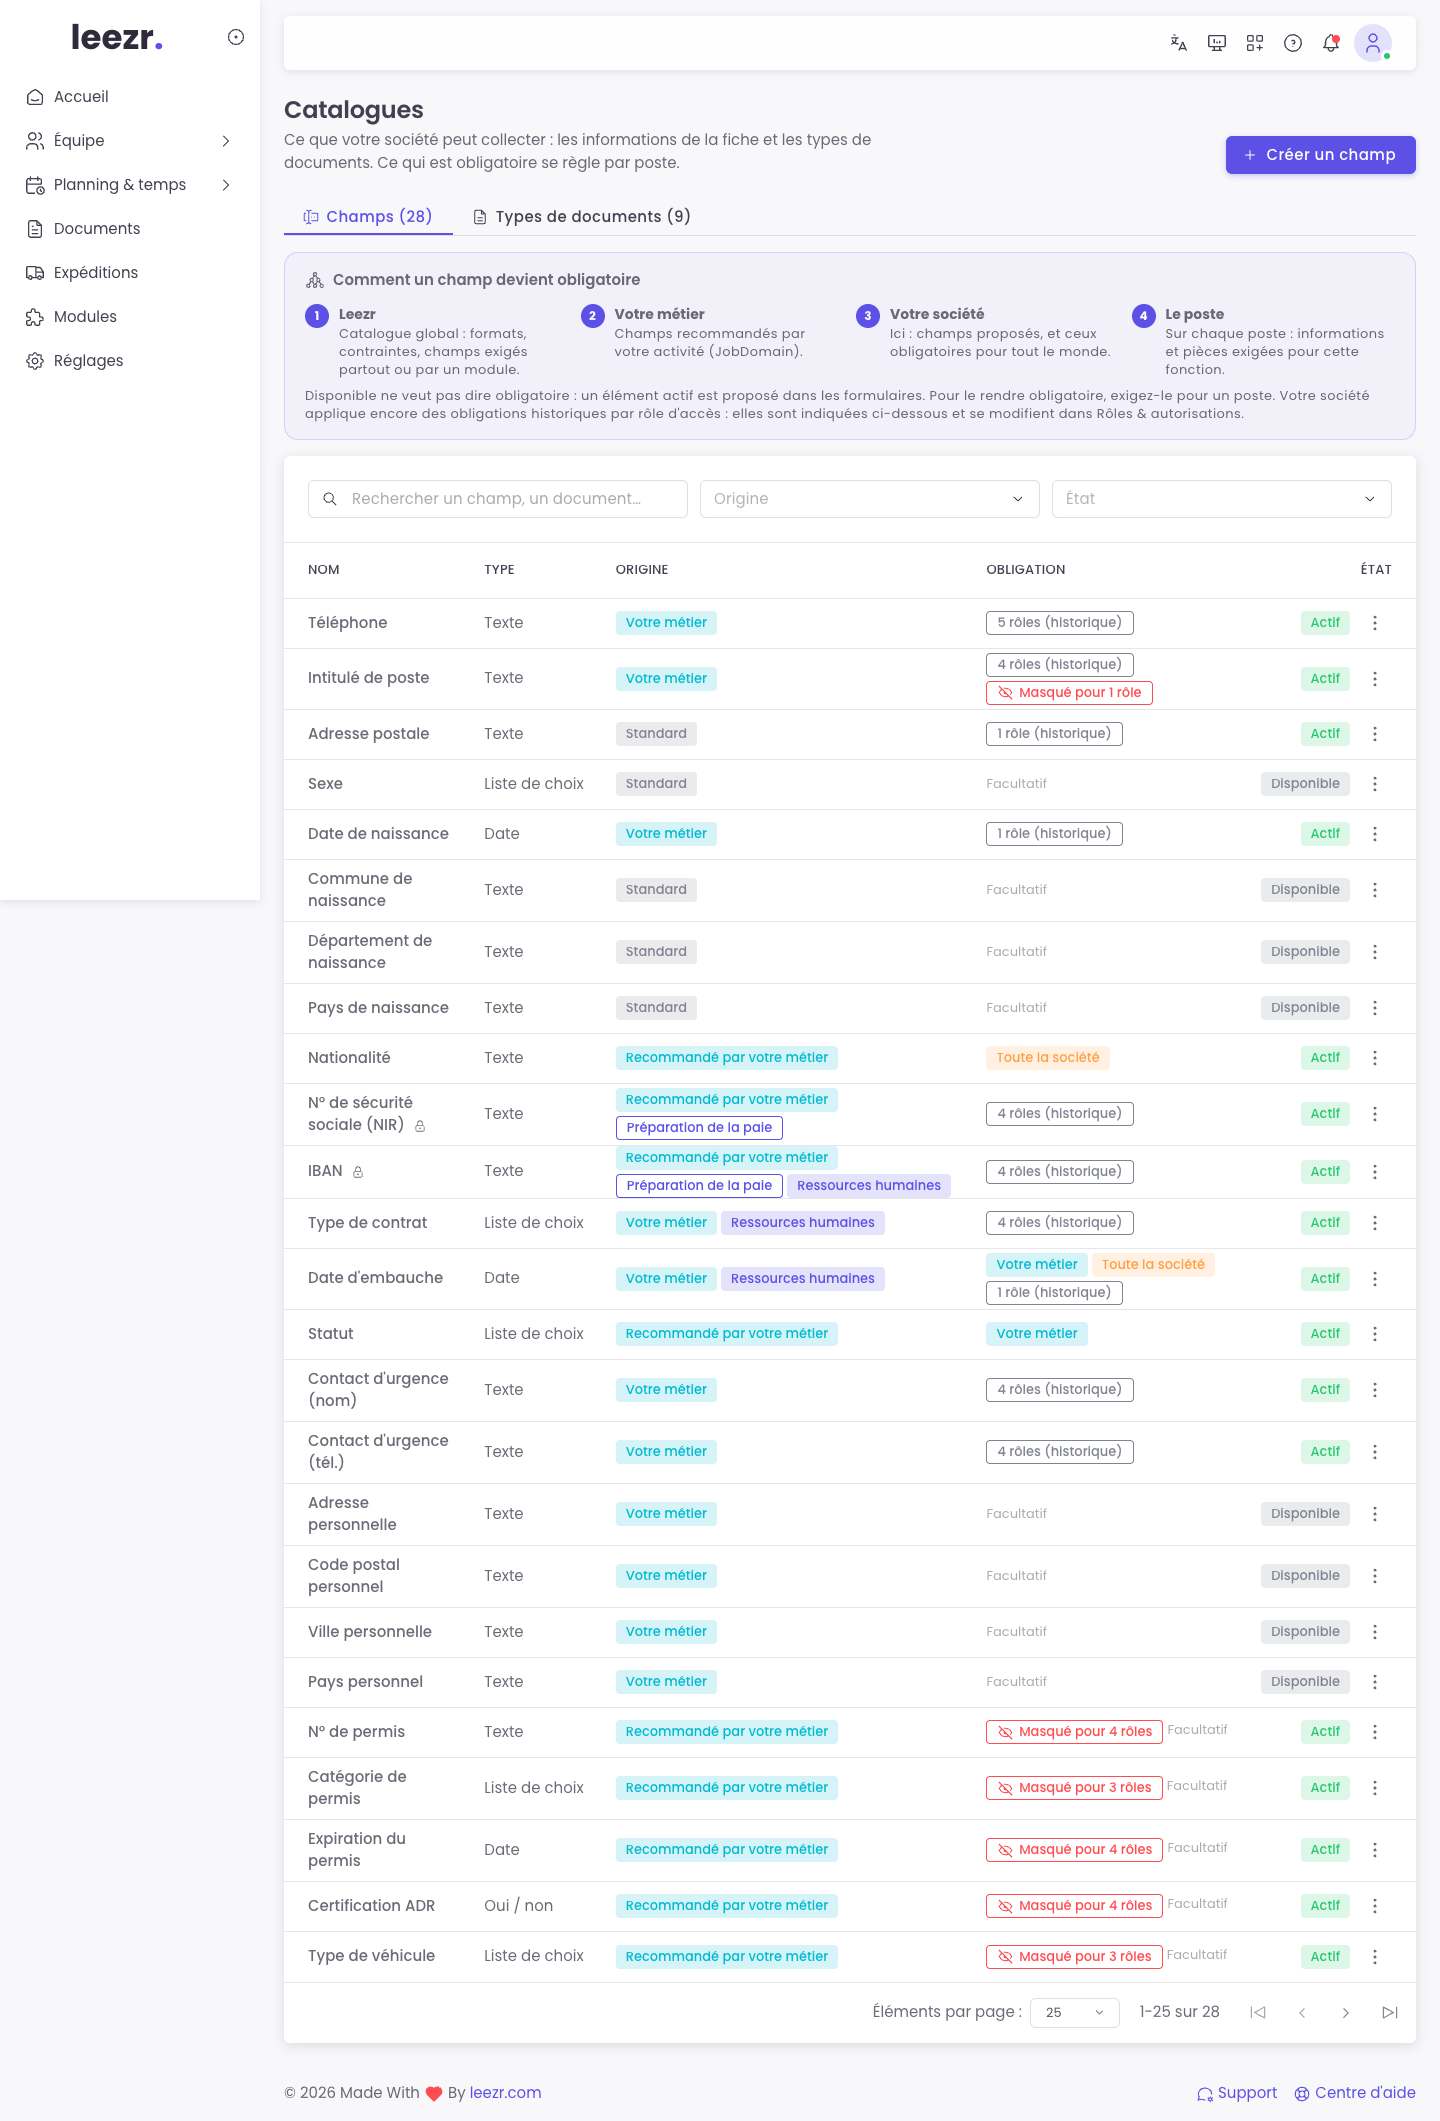 leezr.
Accueil
Équipe
Planning & temps
Documents
Expéditions
Modules
Réglages
Catalogues
Ce que votre société peut collecter : les informations de la fiche et les types de
documents. Ce qui est obligatoire se règle par poste.
Créer un champ
Champs (28)
Types de documents (9)
Comment un champ devient obligatoire
1 Leezr
Catalogue global : formats,
contraintes, champs exigés
partout ou par un module.
2 Votre métier
Champs recommandés par
votre activité (JobDomain).
3 Votre société
Ici : champs proposés, et ceux
obligatoires pour tout le monde.
4 Le poste
Sur chaque poste : informations
et pièces exigées pour cette
fonction.
Disponible ne veut pas dire obligatoire : un élément actif est proposé dans les formulaires. Pour le rendre obligatoire, exigez-le pour un poste. Votre société
applique encore des obligations historiques par rôle d'accès : elles sont indiquées ci-dessous et se modifient dans Rôles & autorisations.
Rechercher un champ, un document...
Origine
État
NOM TYPE ORIGINE OBLIGATION ÉTAT
Téléphone Texte Votre métier 5 rôles (historique) Actif
Intitulé de poste Texte Votre métier 4 rôles (historique) Actif
Masqué pour 1 rôle
Adresse postale Texte Standard 1 rôle (historique) Actif
Sexe Liste de choix Standard Facultatif Disponible
Date de naissance Date Votre métier 1 rôle (historique) Actif
Commune de
naissance Texte Standard Facultatif Disponible
Département de
naissance Texte Standard Facultatif Disponible
Pays de naissance Texte Standard Facultatif Disponible
Nationalité Texte Recommandé par votre métier Toute la société Actif
N° de sécurité
sociale (NIR) Texte Recommandé par votre métier
Préparation de la paie 4 rôles (historique) Actif
IBAN Texte Recommandé par votre métier
Préparation de la paie Ressources humaines 4 rôles (historique) Actif
Type de contrat Liste de choix Votre métier Ressources humaines 4 rôles (historique) Actif
Date d'embauche Date Votre métier Ressources humaines Votre métier Toute la société
1 rôle (historique) Actif
Statut Liste de choix Recommandé par votre métier Votre métier Actif
Contact d'urgence
(nom) Texte Votre métier 4 rôles (historique) Actif
Contact d'urgence
(tél.) Texte Votre métier 4 rôles (historique) Actif
Adresse
personnelle Texte Votre métier Facultatif Disponible
Code postal
personnel Texte Votre métier Facultatif Disponible
Ville personnelle Texte Votre métier Facultatif Disponible
Pays personnel Texte Votre métier Facultatif Disponible
N° de permis Texte Recommandé par votre métier Masqué pour 4 rôles Facultatif Actif
Catégorie de
permis Liste de choix Recommandé par votre métier Masqué pour 3 rôles Facultatif Actif
Expiration du
permis Date Recommandé par votre métier Masqué pour 4 rôles Facultatif Actif
Certification ADR Oui / non Recommandé par votre métier Masqué pour 4 rôles Facultatif Actif
Type de véhicule Liste de choix Recommandé par votre métier Masqué pour 3 rôles Facultatif Actif
Éléments par page : 25 1-25 sur 28
© 2026 Made With By leezr.com
Support Centre d'aide